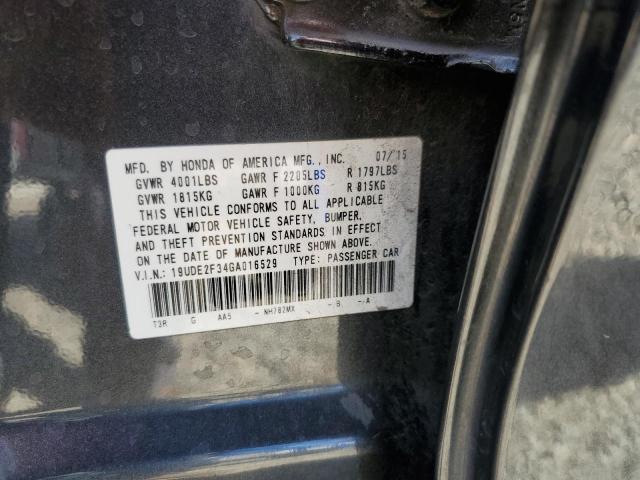 MFD. BY HONDA OF AMERICA MFG., INC. 07/15
GVWR 4001LBS GAWR F 2205LBS R 1797LBS
GVWR 1815KG GAWR F 1000KG R 815KG
THIS VEHICLE CONFORMS TO ALL APPLICABLE
FEDERAL MOTOR VEHICLE SAFETY, BUMPER,
AND THEFT PREVENTION STANDARDS IN EFFECT
ON THE DATE OF MANUFACTURE SHOWN ABOVE.
V.I.N.: 19UDE2F34GA016529 TYPE: PASSENGER CAR
T3R G AA5 - NH782MX - B - A